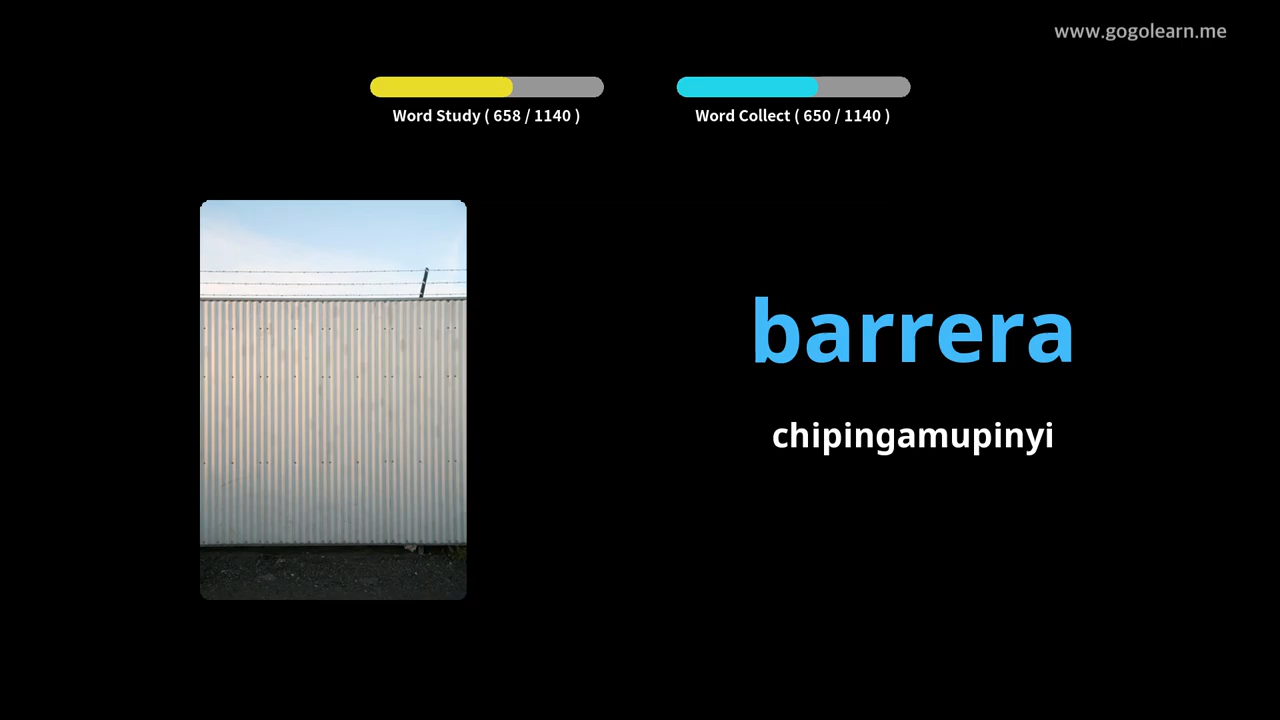 www.gogolearn.me
Word Study ( 658 / 1140 )
Word Collect ( 650 / 1140 )
barrera
chipingamupinyi